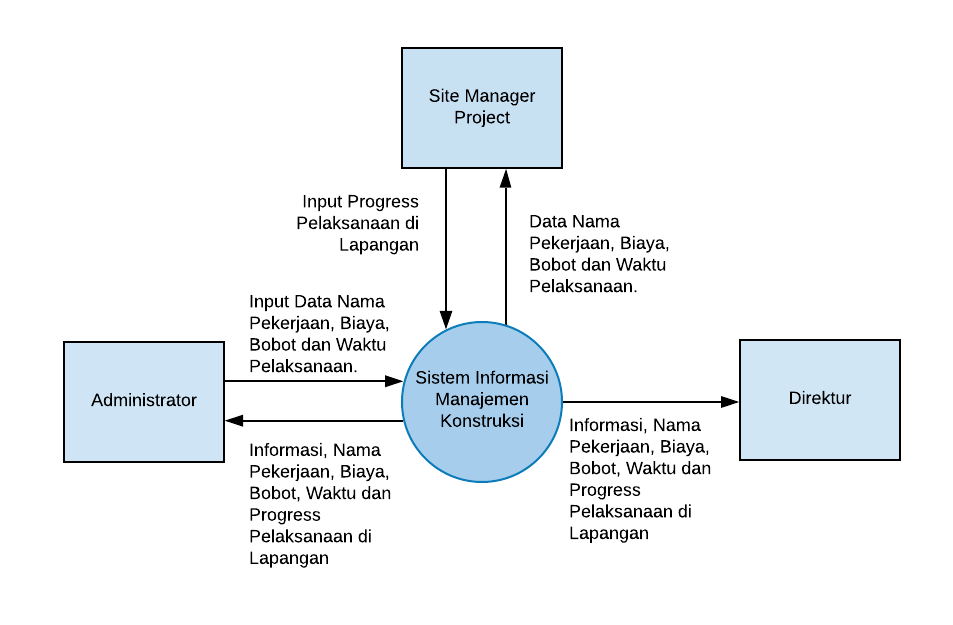 Site Manager
Project
Input Progress
Pelaksanaan di
Lapangan
Data Nama
Pekerjaan, Biaya,
Bobot dan Waktu
Pelaksanaan.
Input Data Nama
Pekerjaan, Biaya,
Bobot dan Waktu
Pelaksanaan.
Administrator
Sistem Informasi
Manajemen
Konstruksi
Direktur
Informasi, Nama
Pekerjaan, Biaya,
Bobot, Waktu dan
Progress
Pelaksanaan di
Lapangan
Informasi, Nama
Pekerjaan, Biaya,
Bobot, Waktu dan
Progress
Pelaksanaan di
Lapangan